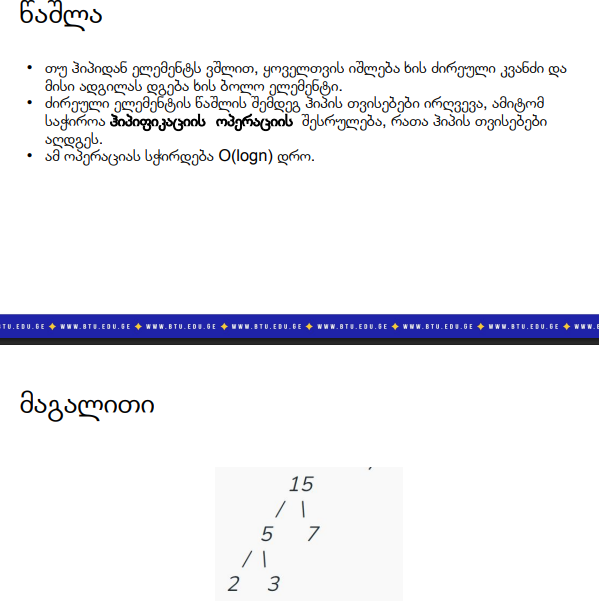 წაშლა
• თუ ჰიპიდან ელემენტს ვშლით, ყოველთვის იშლება ხის ძირეული კვანძი და
მისი ადგილას დგება ხის ბოლო ელემენტი.
• ძირეული ელემენტის წაშლის შემდეგ ჰიპის თვისებები ირღვევა, ამიტომ
საჭიროა ჰიპიფიკაციის ოპერაციის შესრულება, რათა ჰიპის თვისებები
აღდგეს.
• ამ ოპერაციას სჭირდება O(logn) დრო.
TU.EDU.GE ✦ WWW.BTU.EDU.GE ✦ WWW.BTU.EDU.GE ✦ WWW.BTU.EDU.GE ✦ WWW.BTU.EDU.GE ✦ WWW.BTU.EDU.GE ✦ WWW.BTU.EDU.GE ✦ WWW.
მაგალითი
15
/ \
5 7
/ \
2 3